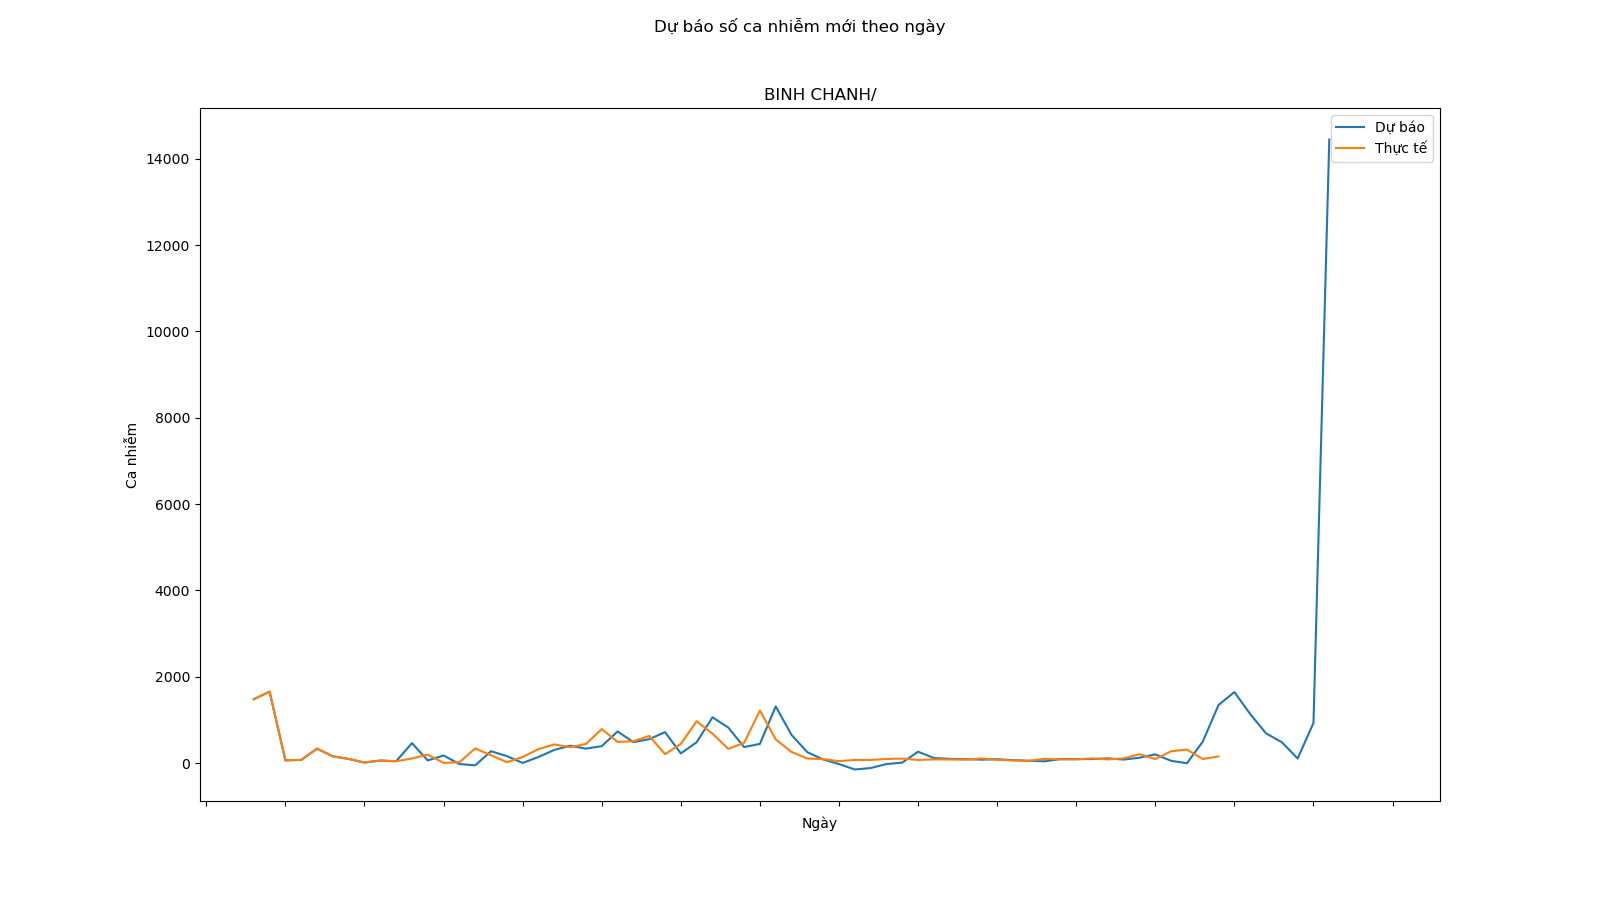 Dự báo số ca nhiễm mới theo ngày
BINH CHANH/
Dự báo
Thực tế
14000
12000
10000
8000
6000
4000
2000
0
Ca nhiễm
Ngày